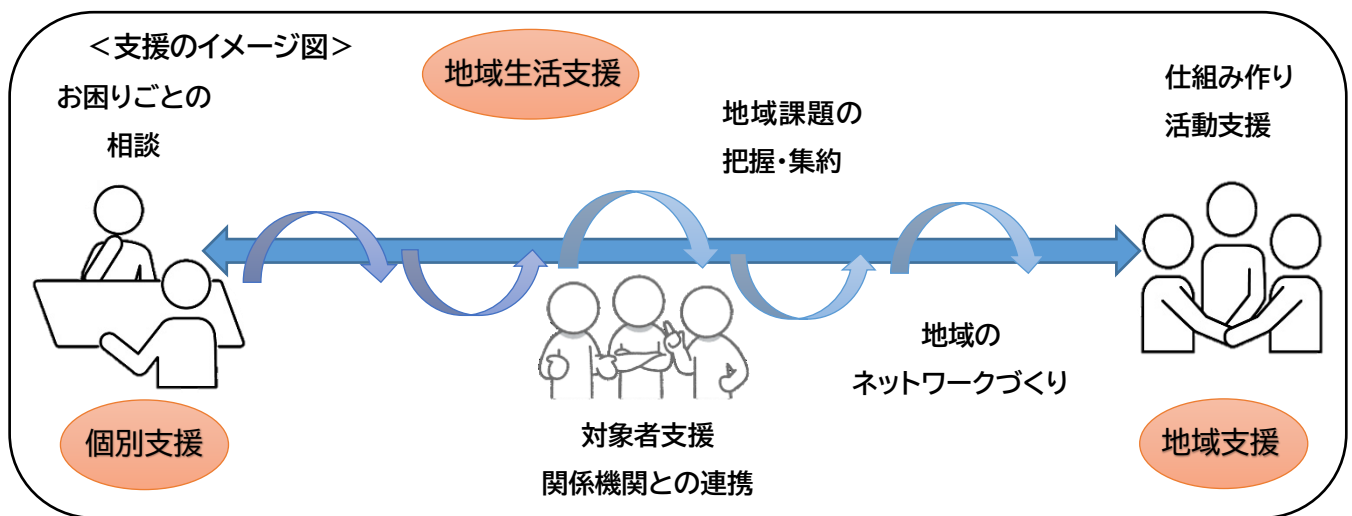 ＜支援のイメージ図＞
お困りごとの
相談
地域生活支援
地域課題の
把握・集約
仕組み作り
活動支援
個別支援
対象者支援
関係機関との連携
地域の
ネットワークづくり
地域支援